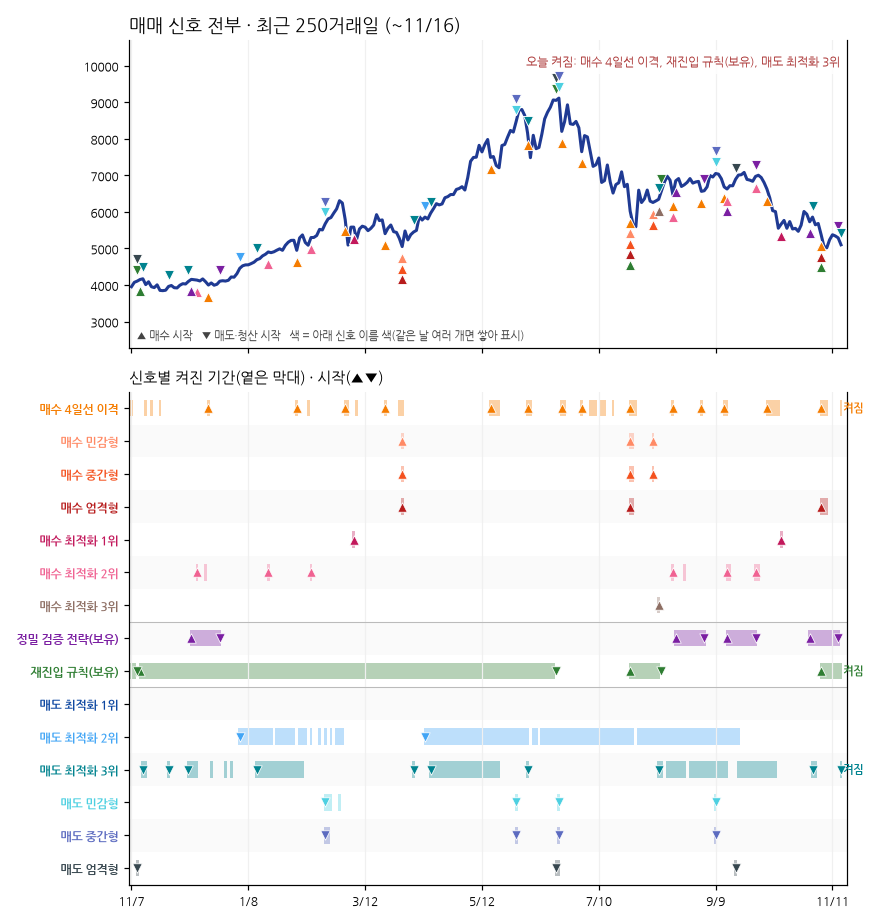 매매 신호 전부 · 최근 250거래일 (~11/16)
오늘 켜짐: 매수 4일선 이격, 재진입 규칙(보유), 매도 최적화 3위
10000
9000
8000
7000
6000
5000
4000
3000
▲ 매수 시작 ▼ 매도·청산 시작 색 = 아래 신호 이름 색(같은 날 여러 개면 쌓아 표시)
신호별 켜진 기간(옅은 막대) · 시작(▲▼)
매수 4일선 이격 켜짐
매수 민감형
매수 중간형
매수 엄격형
매수 최적화 1위
매수 최적화 2위
매수 최적화 3위
정밀 검증 전략(보유)
재진입 규칙(보유) 켜짐
매도 최적화 1위
매도 최적화 2위
매도 최적화 3위 켜짐
매도 민감형
매도 중간형
매도 엄격형
11/7 1/8 3/12 5/12 7/10 9/9 11/11